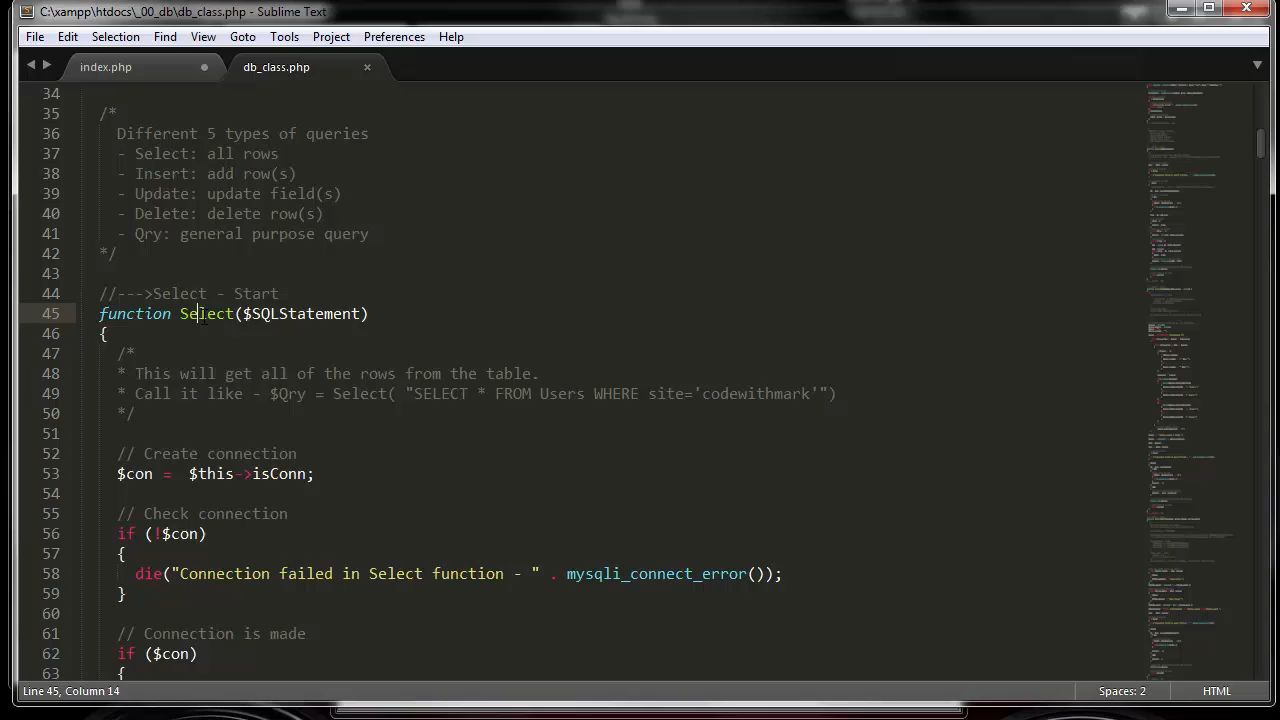 C:\xampp\htdocs\_00_db\db_class.php - Sublime Text
File Edit Selection Find View Goto Tools Project Preferences Help
index.php db_class.php
34
35 /*
36 Different 5 types of queries
37 - Select: all rows
38 - Insert: add row(s)
39 - Update: update field(s)
40 - Delete: delete row(s)
41 - Qry: general purpose query
42 */
43
44 //--->Select - Start
45 function Select($SQLStatement)
46 {
47 /*
48 * This will get all of the rows from the table.
49 * Call it like - $qry = Select( "SELECT * FROM Users WHERE site='codewithmark'")
50 */
51
52 // Create connection
53 $con = $this->isConn;
54
55 // Check connection
56 if (!$con)
57 {
58 die("Connection failed in select function - " . mysqli_connect_error());
59 }
60
61 // Connection is made
62 if ($con)
63 {
Column 11
Spaces: 2 HTML